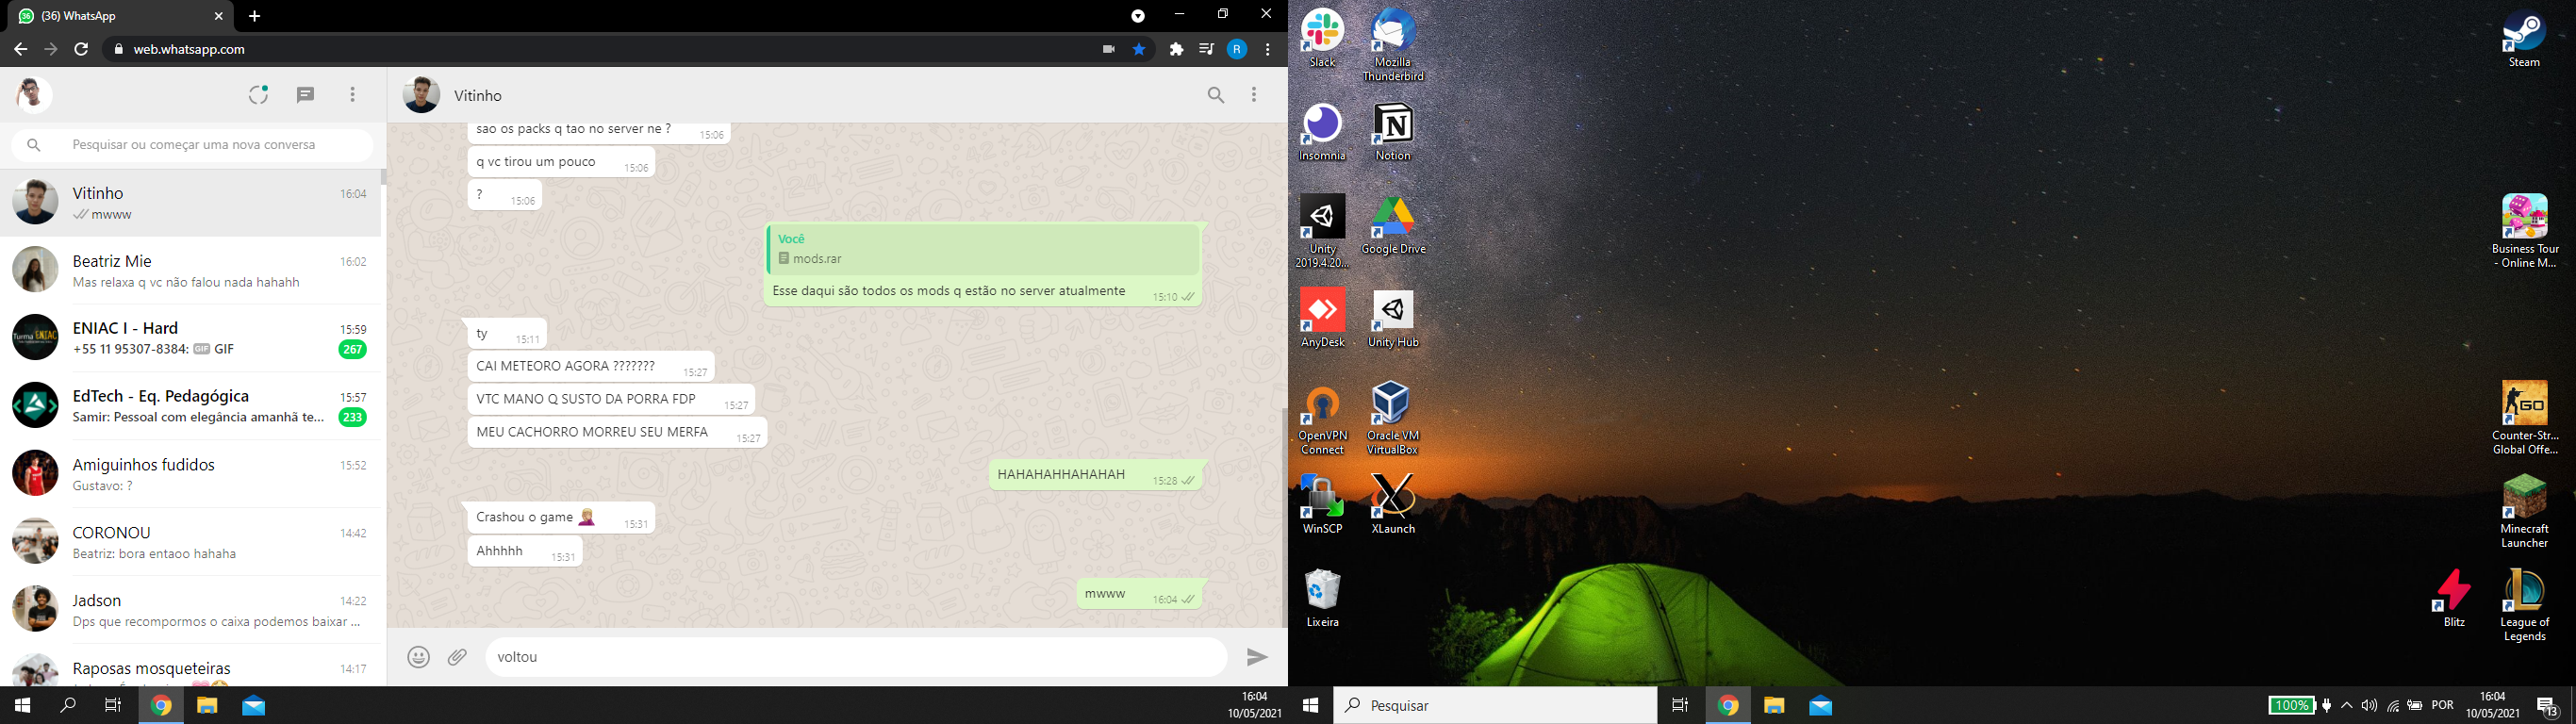 (36) WhatsApp
web.whatsapp.com
R
Pesquisar ou começar uma nova conversa
Vitinho
16:04
mwww
Beatriz Mie
16:02
Mas relaxa q vc não falou nada hahahh
ENIAC I - Hard
15:59
+55 11 95307-8384: GIF GIF
267
EdTech - Eq. Pedagógica
15:57
Samir: Pessoal com elegância amanhã te...
233
Amiguinhos fudidos
15:52
Gustavo: ?
CORONOU
14:42
Beatriz: bora entaoo hahaha
Jadson
14:22
Dps que recompormos o caixa podemos baixar ...
Raposas mosqueteiras
14:17
Vitinho
sao os packs q tao no server ne ?
15:06
q vc tirou um pouco
15:06
?
15:06
Você
mods.rar
Esse daqui são todos os mods q estão no server atualmente
15:10
ty
15:11
CAI METEORO AGORA ???????
15:27
VTC MANO Q SUSTO DA PORRA FDP
15:27
MEU CACHORRO MORREU SEU MERFA
15:27
HAHAHAHHAHAHAH
15:28
Crashou o game 🤦🏼‍♀️
15:31
Ahhhhh
15:31
mwww
16:04
voltou
16:04
10/05/2021
Slack
Mozilla
Thunderbird
Insomnia
Notion
Unity
2019.4.20...
Google Drive
AnyDesk
Unity Hub
OpenVPN
Connect
Oracle VM
VirtualBox
WinSCP
XLaunch
Lixeira
Steam
Business Tour
- Online M...
GO
Counter-Str...
Global Offe...
Minecraft
Launcher
Blitz
League of
Legends
Pesquisar
100%
POR
16:04
10/05/2021
13